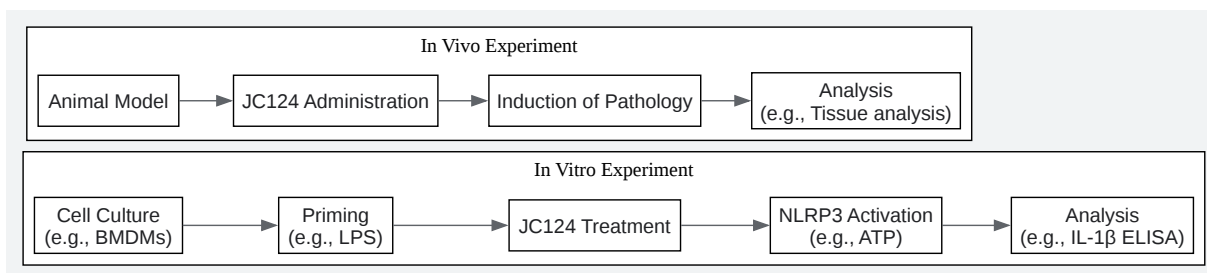 In Vivo Experiment
Animal Model
JC124 Administration
Induction of Pathology
Analysis
(e.g., Tissue analysis)
In Vitro Experiment
Cell Culture
(e.g., BMDMs)
Priming
(e.g., LPS)
JC124 Treatment
NLRP3 Activation
(e.g., ATP)
Analysis
(e.g., IL-1β ELISA)